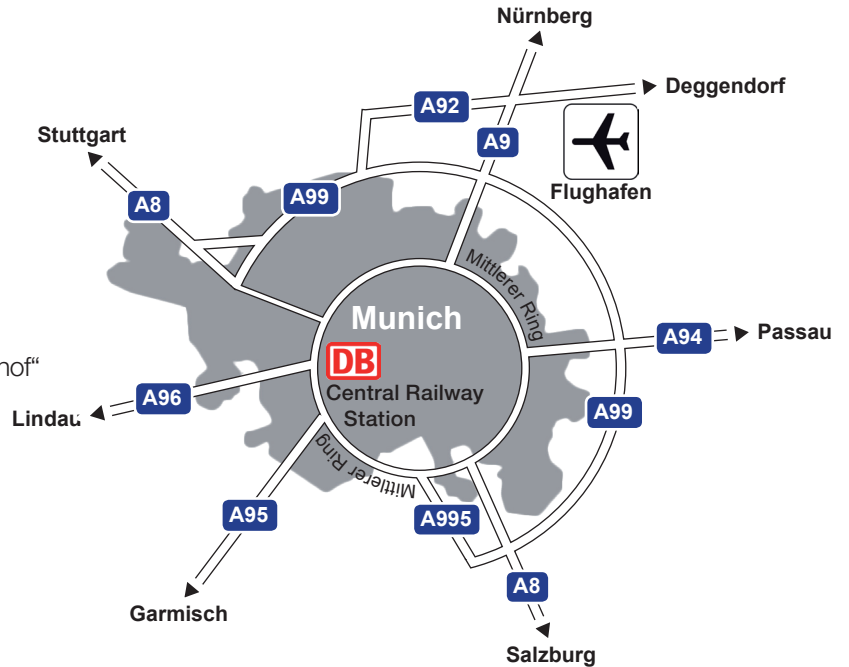 Nürnberg
Deggendorf
A92
A9
Stuttgart
Flughafen
A99
A8
Mittlerer Ring
Munich
A94
Passau
DB
hof“
A96
Central Railway
Station
Lindau
A99
Mittlerer Ring
A95
A995
A8
Garmisch
Salzburg